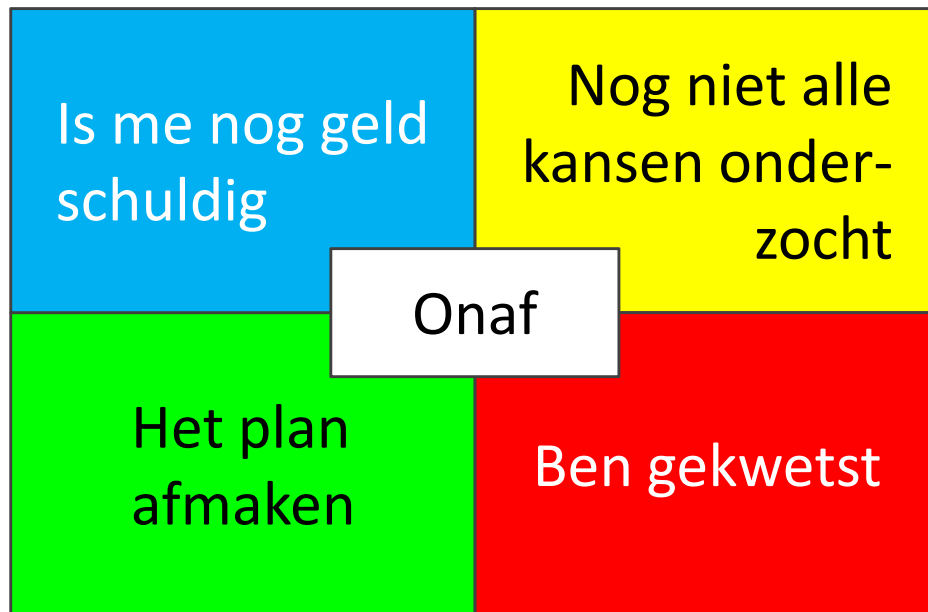 Is me nog geld
schuldig
Nog niet alle
kansen onder-
zocht
Onaf
Het plan
afmaken
Ben gekwetst